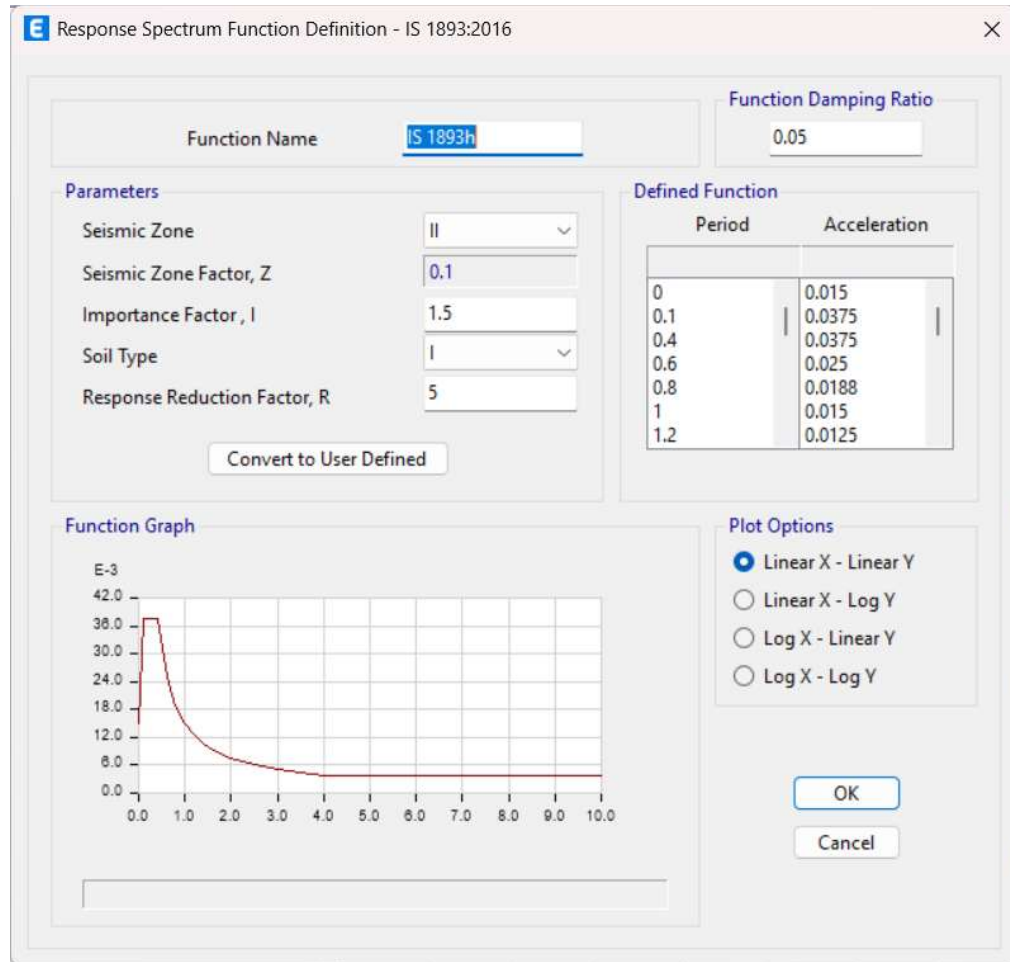 E Response Spectrum Function Definition - IS 1893:2016
Function Damping Ratio
Function Name IS 1893h 0.05
Parameters
Seismic Zone II
Seismic Zone Factor, Z 0.1
Importance Factor , I 1.5
Soil Type I
Response Reduction Factor, R 5
Convert to User Defined
Defined Function
Period Acceleration
0 0.015
0.1 0.0375
0.4 0.0375
0.6 0.025
0.8 0.0188
1 0.015
1.2 0.0125
Function Graph
E-3
42.0
36.0
30.0
24.0
18.0
12.0
6.0
0.0
0.0 1.0 2.0 3.0 4.0 5.0 6.0 7.0 8.0 9.0 10.0
Plot Options
Linear X - Linear Y
Linear X - Log Y
Log X - Linear Y
Log X - Log Y
OK
Cancel